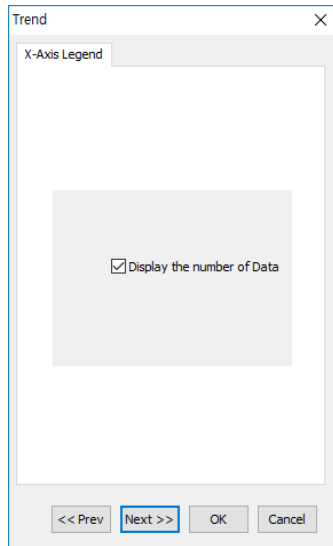 Trend
X-Axis Legend
Display the number of Data
<< Prev Next >> OK Cancel